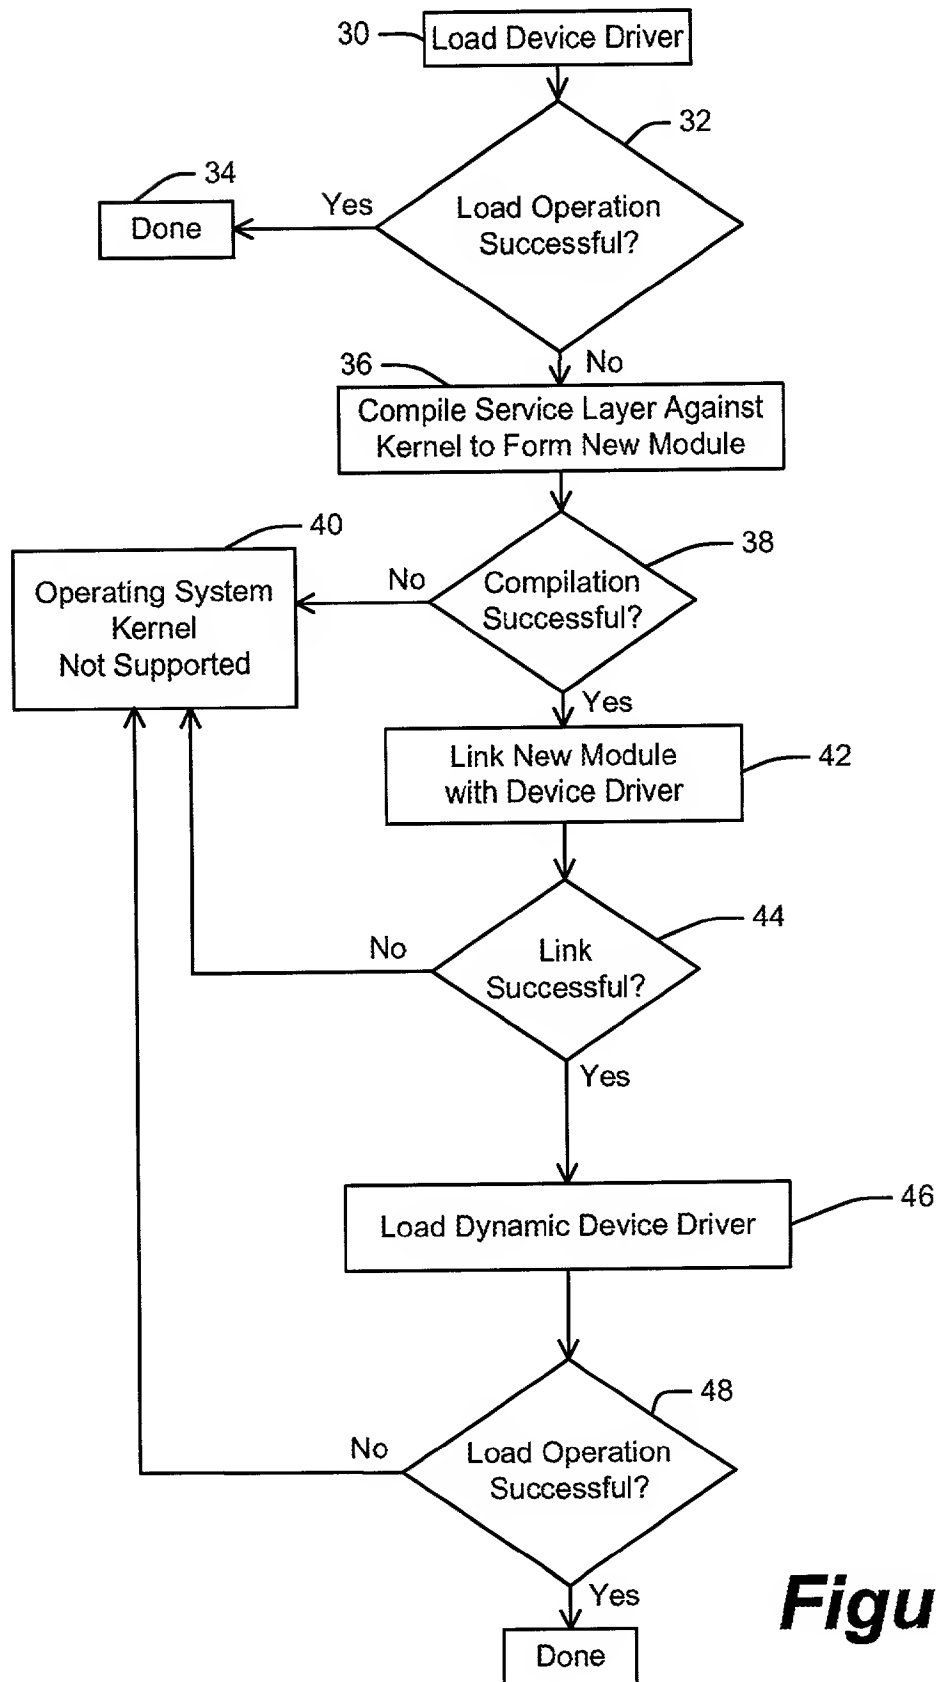 30
Load Device Driver
32
34
Yes
Done
Load Operation
Successful?
No
36
Compile Service Layer Against
Kernel to Form New Module
40
38
No
Operating System
Kernel
Not Supported
Compilation
Successful?
Yes
42
Link New Module
with Device Driver
44
No
Link
Successful?
Yes
46
Load Dynamic Device Driver
48
No
Load Operation
Successful?
Yes
Figu
Done